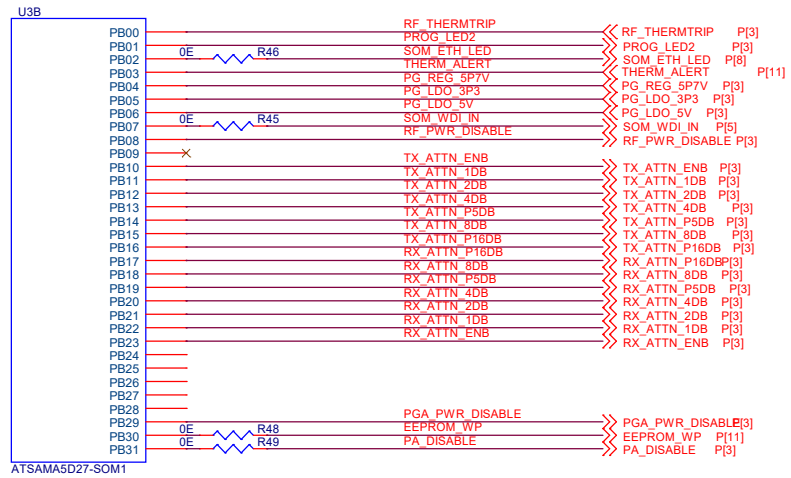 U3B
PB00 RF_THERMTRIP RF_THERMTRIP P[3]
PB01 PROG_LED2 PROG_LED2 P[3]
PB02 0E R46 SOM_ETH_LED SOM_ETH_LED P[8]
PB03 THERM_ALERT THERM_ALERT P[11]
PB04 PG_REG_5P7V PG_REG_5P7V P[3]
PB05 PG_LDO_3P3 PG_LDO_3P3 P[3]
PB06 PG_LDO_5V PG_LDO_5V P[3]
PB07 0E R45 SOM_WDI_IN SOM_WDI_IN P[5]
PB08 RF_PWR_DISABLE RF_PWR_DISABLE P[3]
PB09
PB10 TX_ATTN_ENB TX_ATTN_ENB P[3]
PB11 TX_ATTN_1DB TX_ATTN_1DB P[3]
PB12 TX_ATTN_2DB TX_ATTN_2DB P[3]
PB13 TX_ATTN_4DB TX_ATTN_4DB P[3]
PB14 TX_ATTN_P5DB TX_ATTN_P5DB P[3]
PB15 TX_ATTN_8DB TX_ATTN_8DB P[3]
PB16 TX_ATTN_P16DB TX_ATTN_P16DB P[3]
PB17 RX_ATTN_P16DB RX_ATTN_P16DB P[3]
PB18 RX_ATTN_8DB RX_ATTN_8DB P[3]
PB19 RX_ATTN_P5DB RX_ATTN_P5DB P[3]
PB20 RX_ATTN_4DB RX_ATTN_4DB P[3]
PB21 RX_ATTN_2DB RX_ATTN_2DB P[3]
PB22 RX_ATTN_1DB RX_ATTN_1DB P[3]
PB23 RX_ATTN_ENB RX_ATTN_ENB P[3]
PB24
PB25
PB26
PB27
PB28
PB29 PGA_PWR_DISABLE PGA_PWR_DISABLE P[3]
PB30 0E R48 EEPROM_WP EEPROM_WP P[11]
PB31 0E R49 PA_DISABLE PA_DISABLE P[3]
ATSAMA5D27-SOM1